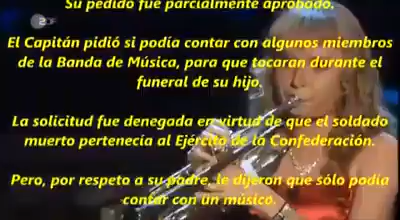 Su pedido fue parcialmente aprobado.
ZDF
El Capitán pidió si podía contar con algunos miembros
de la Banda de Música, para que tocaran durante el
funeral de su hijo.
La solicitud fue denegada en virtud de que el soldado
muerto pertenecía al Ejército de la Confederación.
Pero, por respeto a su padre, le dijeron que sólo podía
contar con un músico.